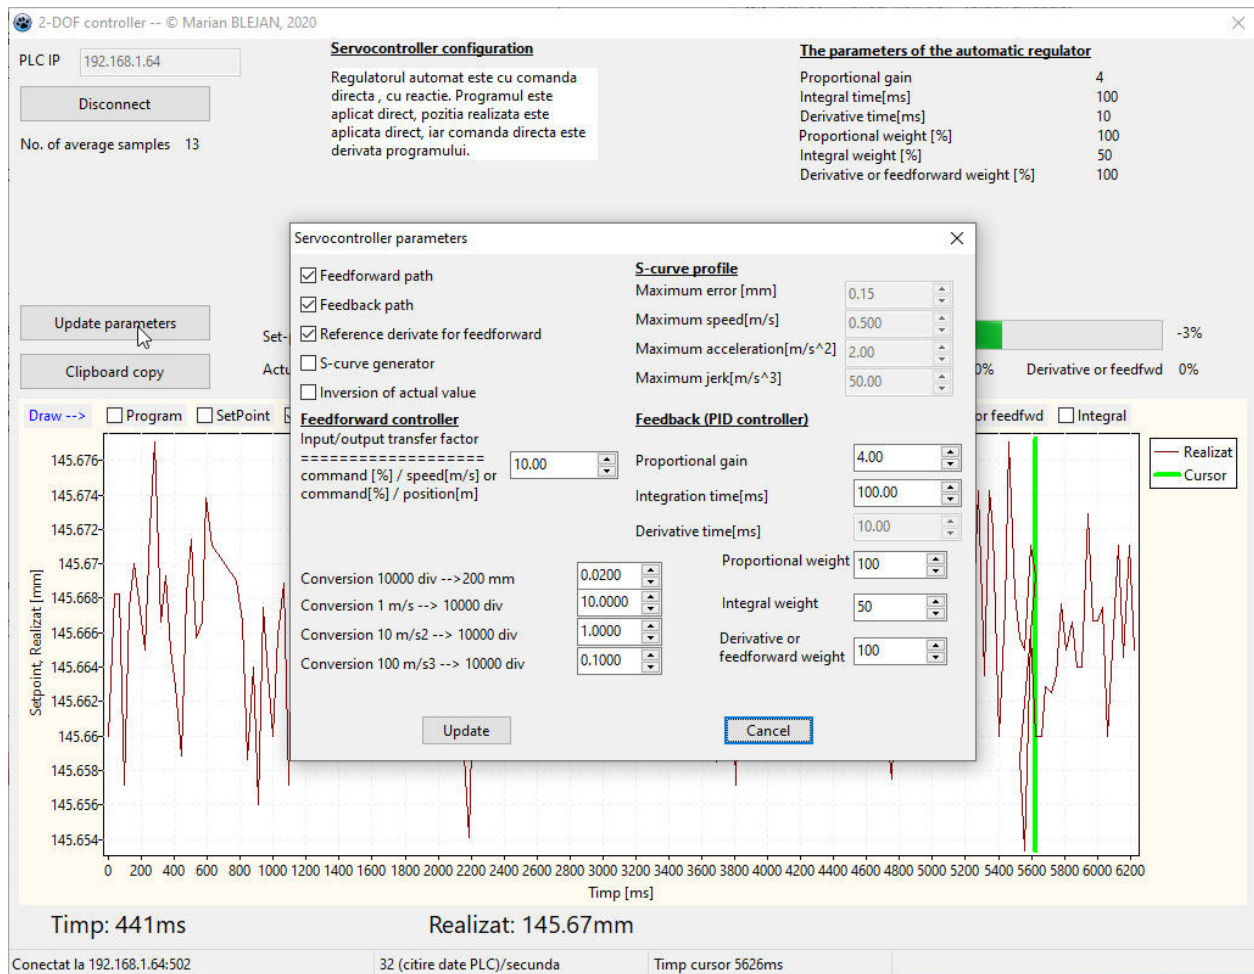 2-DOF controller -- © Marian BLEJAN, 2020
PLC IP 192.168.1.64
Disconnect
No. of average samples 13
Servocontroller configuration
Regulatorul automat este cu comanda
directa , cu reactie. Programul este
aplicat direct, pozitia realizata este
aplicata direct, iar comanda directa este
derivata programului.
The parameters of the automatic regulator
Proportional gain 4
Integral time[ms] 100
Derivative time[ms] 10
Proportional weight [%] 100
Integral weight [%] 50
Derivative or feedforward weight [%] 100
Update parameters
Clipboard copy
-3%
0% Derivative or feedfwd 0%
Servocontroller parameters
Feedforward path
Feedback path
Reference derivate for feedforward
S-curve generator
Inversion of actual value
S-curve profile
Maximum error [mm] 0.15
Maximum speed[m/s] 0.500
Maximum acceleration[m/s^2] 2.00
Maximum jerk[m/s^3] 50.00
Feedforward controller
Input/output transfer factor
===================
command [%] / speed[m/s] or
command[%] / position[m]
10.00
Feedback (PID controller)
Proportional gain 4.00
Integration time[ms] 100.00
Derivative time[ms] 10.00
Proportional weight 100
Integral weight 50
Derivative or
feedforward weight 100
Conversion 10000 div -->200 mm 0.0200
Conversion 1 m/s --> 10000 div 10.0000
Conversion 10 m/s2 --> 10000 div 1.0000
Conversion 100 m/s3 --> 10000 div 0.1000
Update Cancel
Draw --> Program SetPoint
or feedfwd Integral
Realizat
Cursor
Setpoint, Realizat [mm]
145.676
145.674
145.672
145.67
145.668
145.666
145.664
145.662
145.66
145.658
145.656
145.654
0 200 400 600 800 1000 1200 1400 1600 1800 2000 2200 2400 2600 2800 3000 3200 3400 3600 3800 4000 4200 4400 4600 4800 5000 5200 5400 5600 5800 6000 6200
Timp [ms]
Timp: 441ms Realizat: 145.67mm
Conectat la 192.168.1.64:502 32 (citire date PLC)/secunda Timp cursor 5626ms